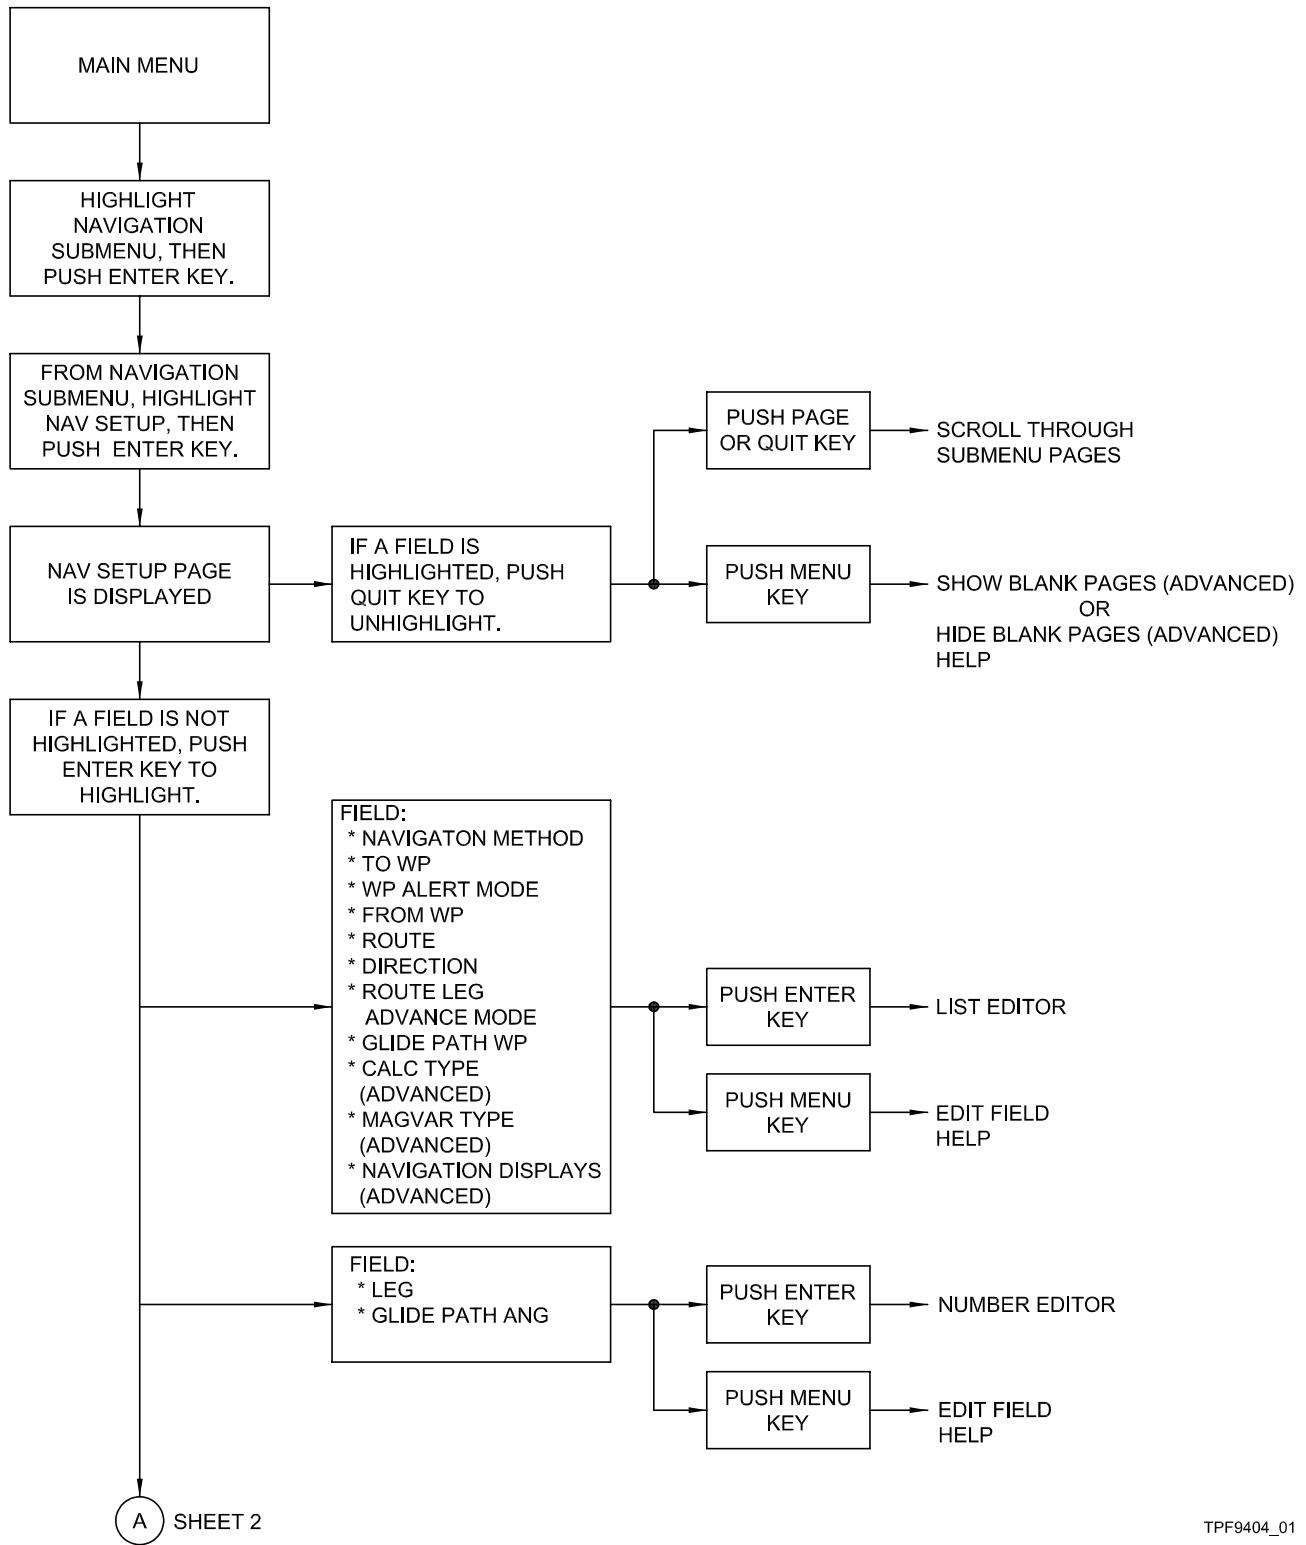 MAIN MENU
HIGHLIGHT
NAVIGATION
SUBMENU, THEN
PUSH ENTER KEY.
FROM NAVIGATION
SUBMENU, HIGHLIGHT
NAV SETUP, THEN
PUSH  ENTER KEY.
PUSH PAGE
OR QUIT KEY
SCROLL THROUGH
SUBMENU PAGES
NAV SETUP PAGE
IS DISPLAYED
IF A FIELD IS
HIGHLIGHTED, PUSH
QUIT KEY TO
UNHIGHLIGHT.
PUSH MENU
KEY
SHOW BLANK PAGES (ADVANCED)
OR
HIDE BLANK PAGES (ADVANCED)
HELP
IF A FIELD IS NOT
HIGHLIGHTED, PUSH
ENTER KEY TO
HIGHLIGHT.
FIELD:
* NAVIGATON METHOD
* TO WP
* WP ALERT MODE
* FROM WP
* ROUTE
* DIRECTION
* ROUTE LEG
ADVANCE MODE
* GLIDE PATH WP
* CALC TYPE
(ADVANCED)
* MAGVAR TYPE
(ADVANCED)
* NAVIGATION DISPLAYS
(ADVANCED)
PUSH ENTER
KEY
LIST EDITOR
PUSH MENU
KEY
EDIT FIELD
HELP
FIELD:
* LEG
* GLIDE PATH ANG
PUSH ENTER
KEY
NUMBER EDITOR
PUSH MENU
KEY
EDIT FIELD
HELP
A SHEET 2
TPF9404_01